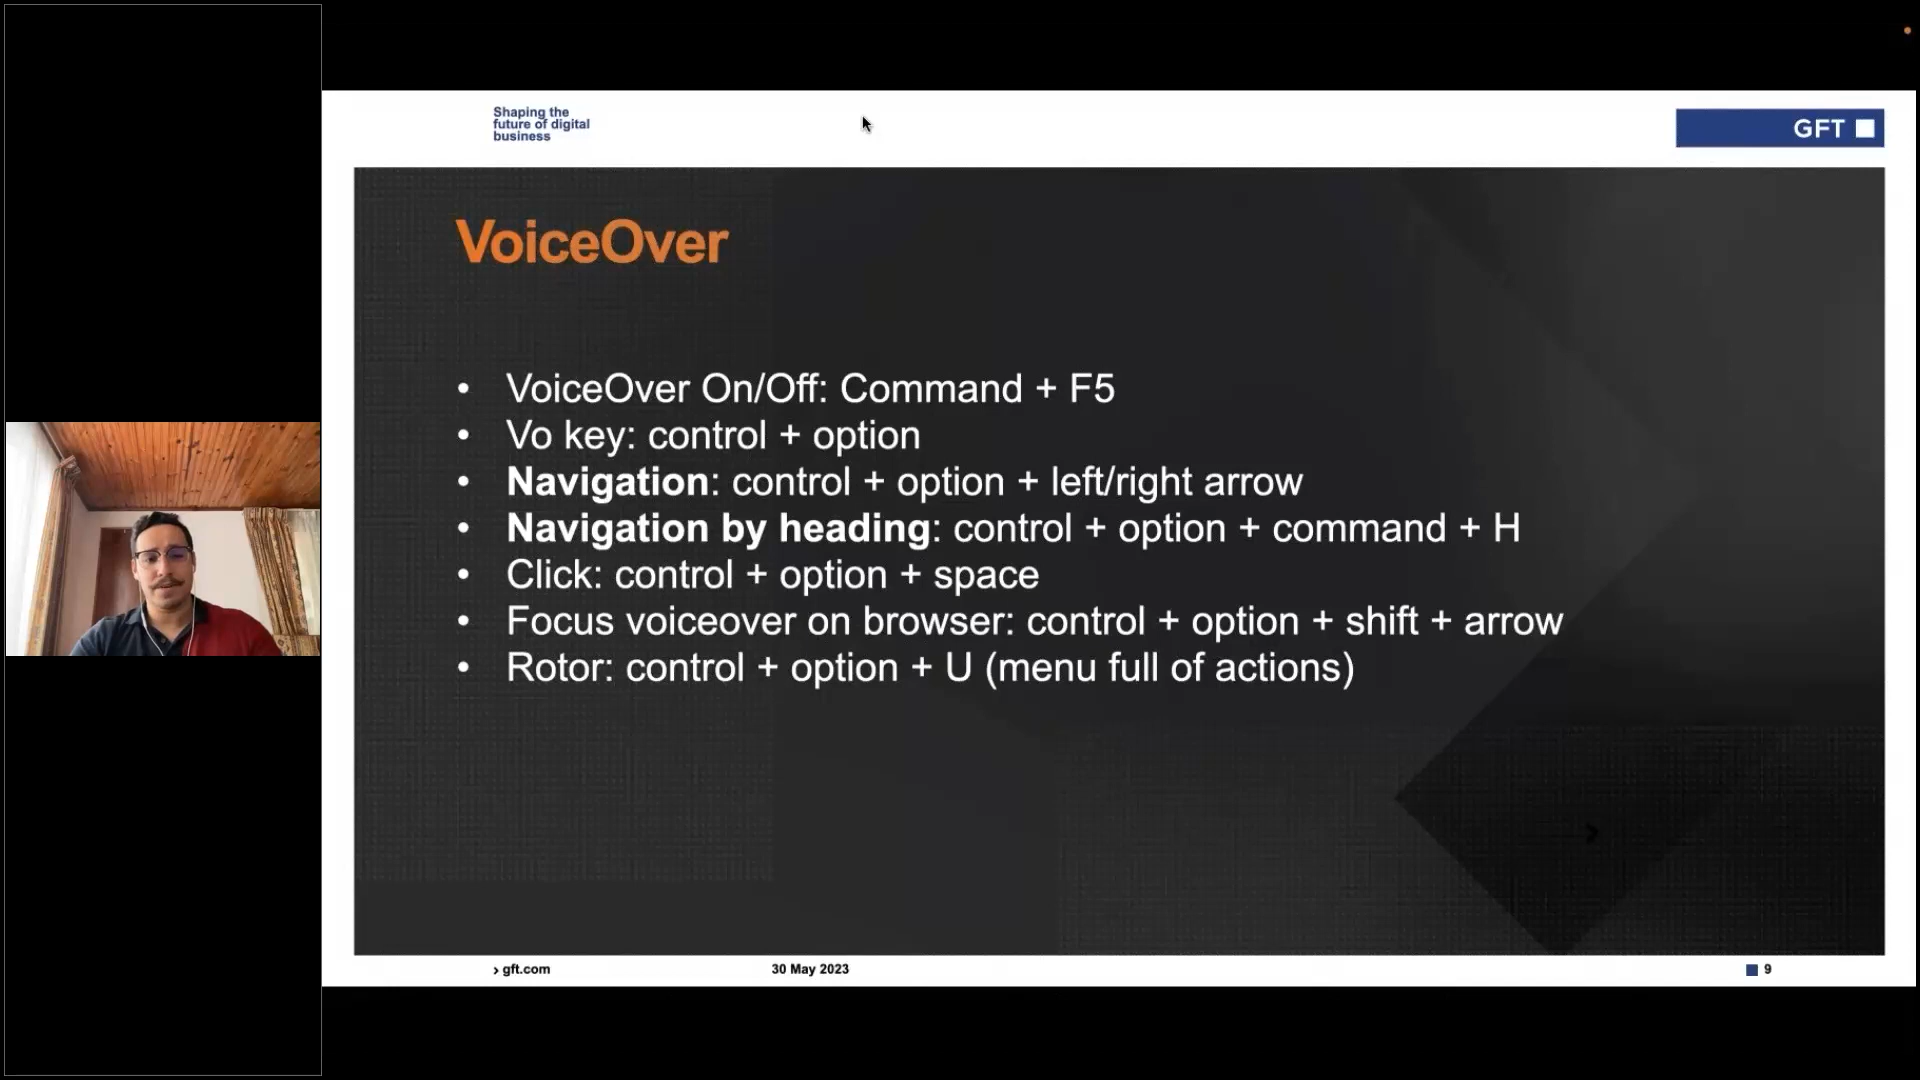 Shaping the
future of digital
business
GFT
VoiceOver
• VoiceOver On/Off: Command + F5
• Vo key: control + option
• Navigation: control + option + left/right arrow
• Navigation by heading: control + option + command + H
• Click: control + option + space
• Focus voiceover on browser: control + option + shift + arrow
• Rotor: control + option + U (menu full of actions)
› gft.com
30 May 2023
9